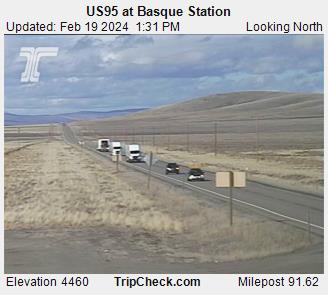 US95 at Basque Station
Updated: Feb 19 2024 1:31 PM Looking North
Elevation 4460 TripCheck.com Milepost 91.62